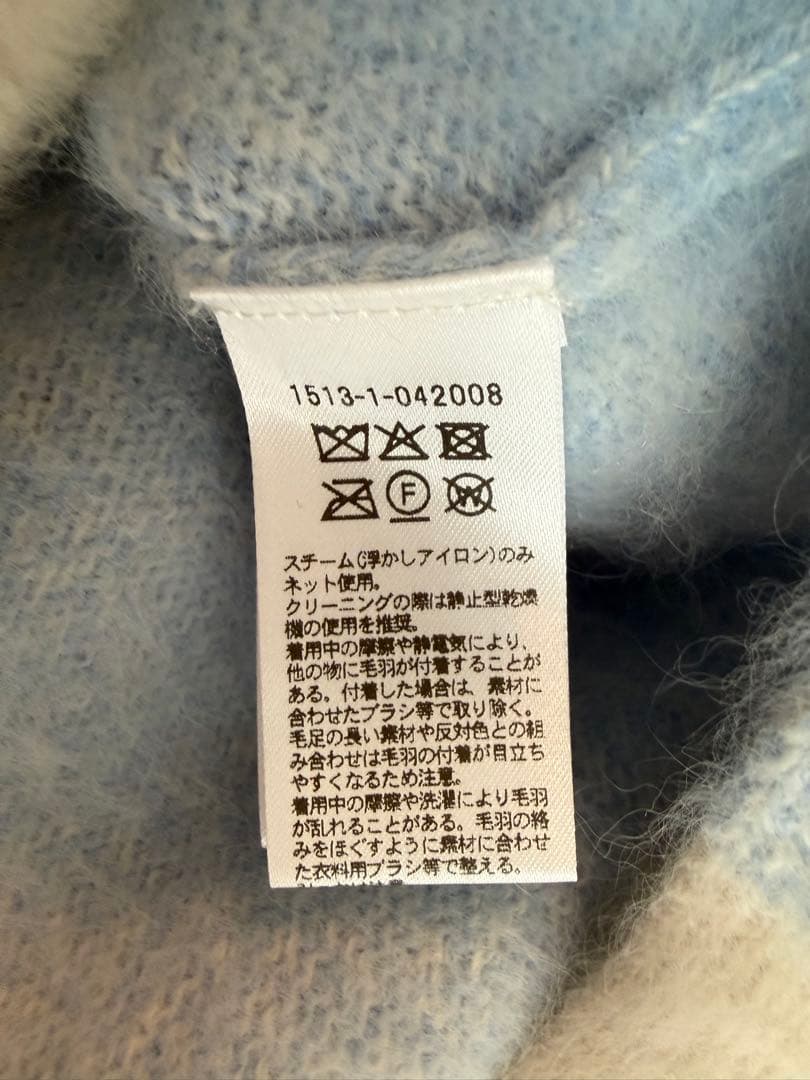 1513-1-042008
F
W
スチーム(浮かしアイロン)のみ
ネット使用。
クリーニングの際は静止型乾燥
機の使用を推奨。
着用中の摩擦や静電気により、
他の物に毛羽が付着することが
ある。付着した場合は、素材に
合わせたブラシ等で取り除く。
毛足の長い素材や反対色との組
み合わせは毛羽の付着が目立ち
やすくなるため注意。
着用中の摩擦や洗濯により毛羽
が乱れることがある。毛羽の絡
みをほぐすように素材に合わせ
た衣料用ブラシ等で整える。